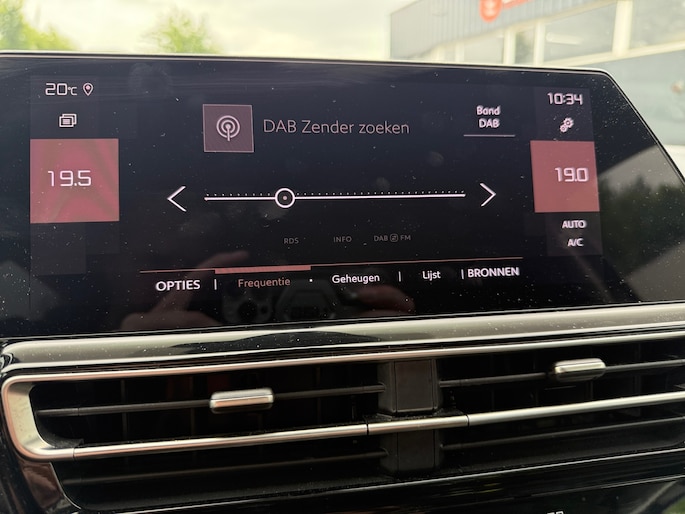 20°C
10:34
DAB Zender zoeken
Band
DAB
19.5
19.0
AUTO
A/C
RDS INFO DAB FM
OPTIES | Frequentie · Geheugen | Lijst | BRONNEN